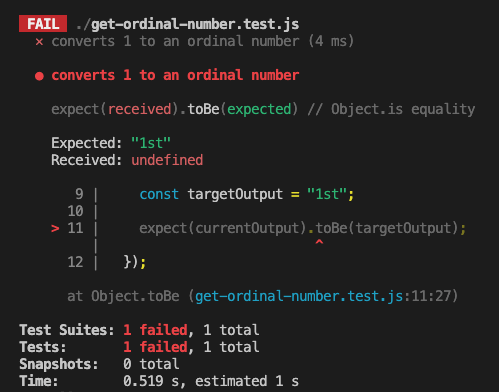 FAIL ./get-ordinal-number.test.js
× converts 1 to an ordinal number (4 ms)
● converts 1 to an ordinal number
expect(received).toBe(expected) // Object.is equality
Expected: "1st"
Received: undefined
9 | const targetOutput = "1st";
10 |
> 11 | expect(currentOutput).toBe(targetOutput);
| ^
12 | });
at Object.toBe (get-ordinal-number.test.js:11:27)
Test Suites: 1 failed, 1 total
Tests: 1 failed, 1 total
Snapshots: 0 total
Time: 0.519 s, estimated 1 s